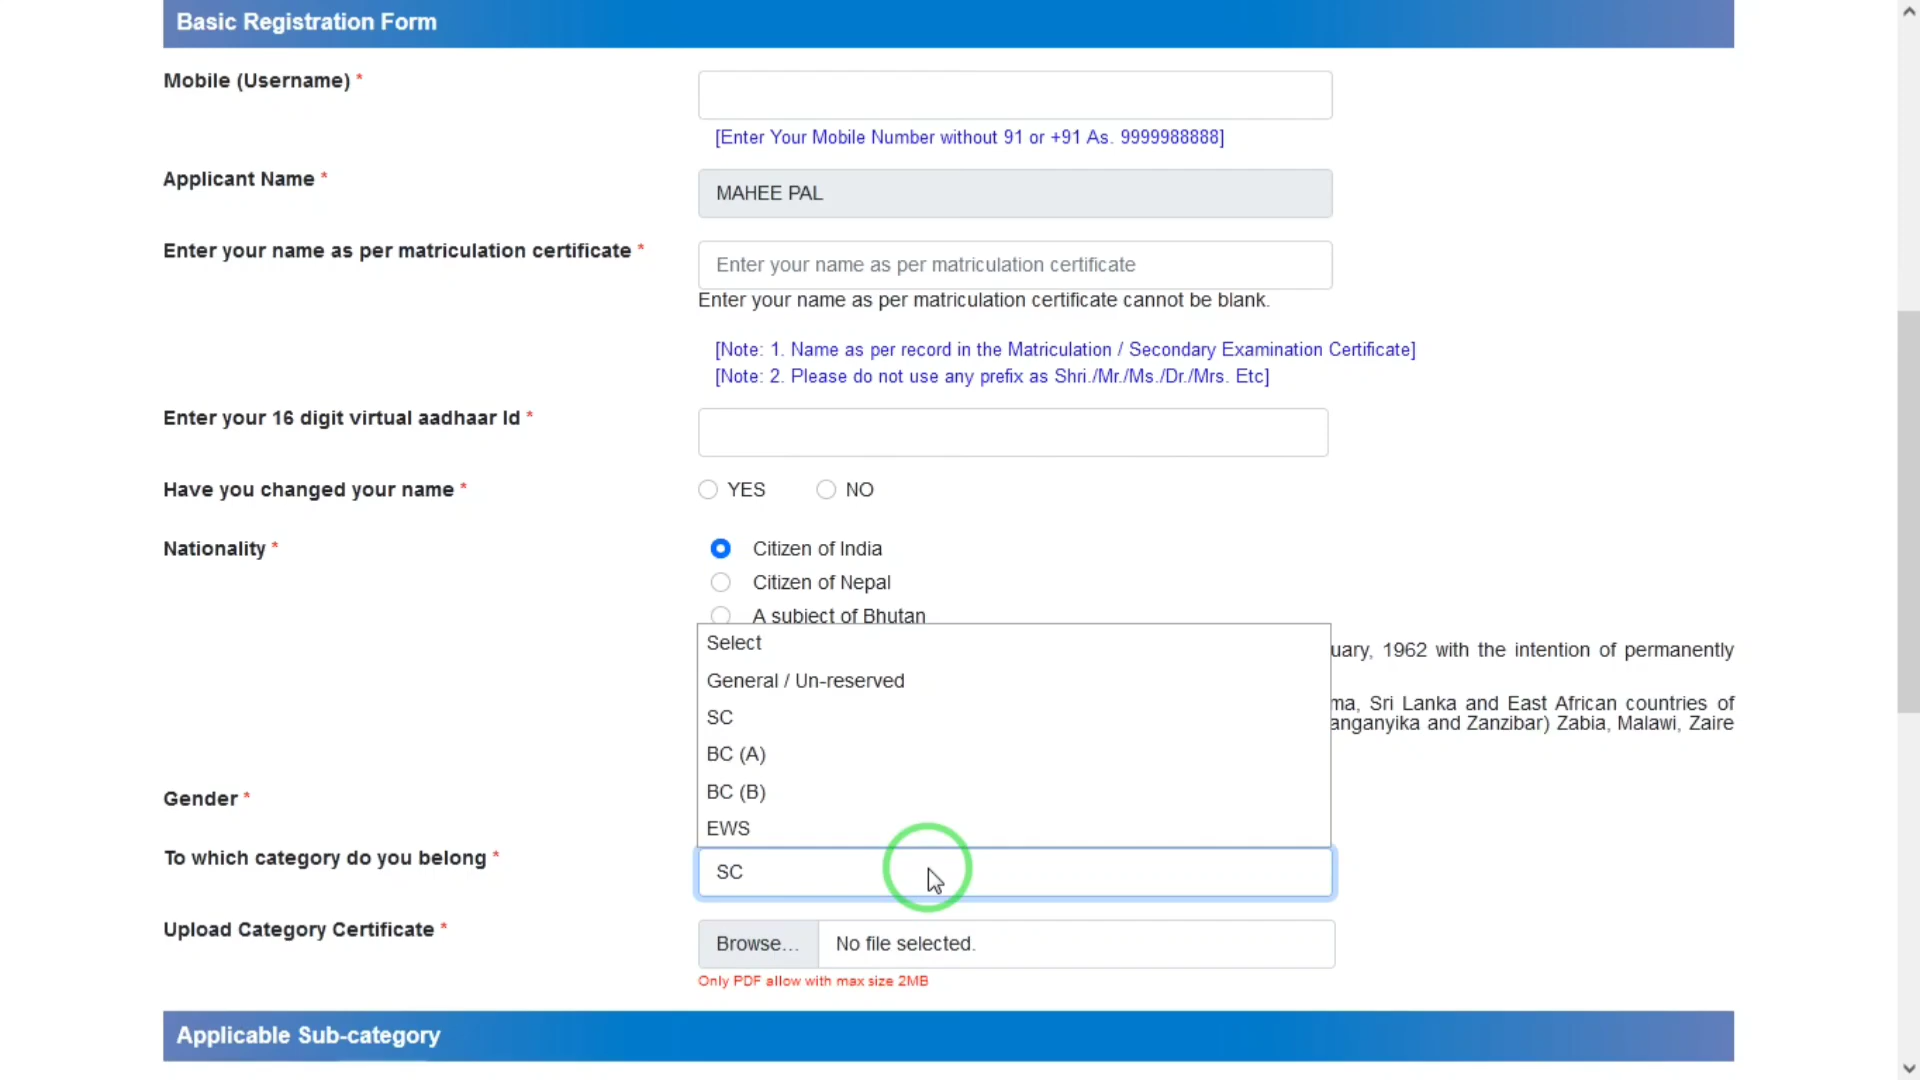 Basic Registration Form
Mobile (Username) *
[Enter Your Mobile Number without 91 or +91 As. 9999988888]
Applicant Name *
MAHEE PAL
Enter your name as per matriculation certificate *
Enter your name as per matriculation certificate
Enter your name as per matriculation certificate cannot be blank.
[Note: 1. Name as per record in the Matriculation / Secondary Examination Certificate]
[Note: 2. Please do not use any prefix as Shri./Mr./Ms./Dr./Mrs. Etc]
Enter your 16 digit virtual aadhaar Id *
Have you changed your name *
YES NO
Nationality *
Citizen of India
Citizen of Nepal
A subject of Bhutan
Select
uary, 1962 with the intention of permanently
General / Un-reserved
ma, Sri Lanka and East African countries of
SC
anganyika and Zanzibar) Zabia, Malawi, Zaire
BC (A)
BC (B)
Gender *
EWS
To which category do you belong *
SC
Upload Category Certificate *
Browse... No file selected.
Only PDF allow with max size 2MB
Applicable Sub-category